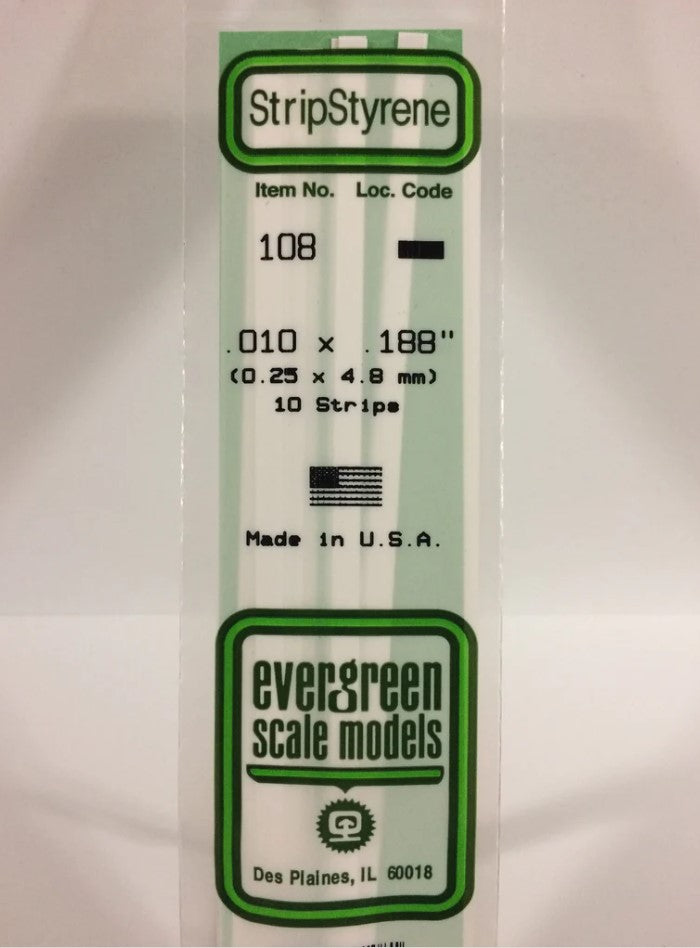 StripStyrene
Item No. Loc. Code
108
.010 x .188"
(0.25 x 4.8 mm)
10 Strips
Made in U.S.A.
evergreen
scale models
Des Plaines, IL 60018